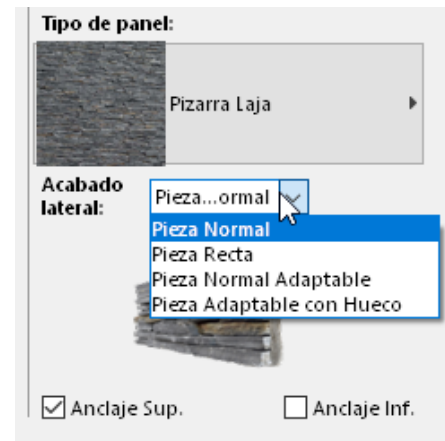 Tipo de panel:
Pizarra Laja
Acabado
lateral:
Pieza...ormal
Pieza Normal
Pieza Recta
Pieza Normal Adaptable
Pieza Adaptable con Hueco
Anclaje Sup.
Anclaje Inf.